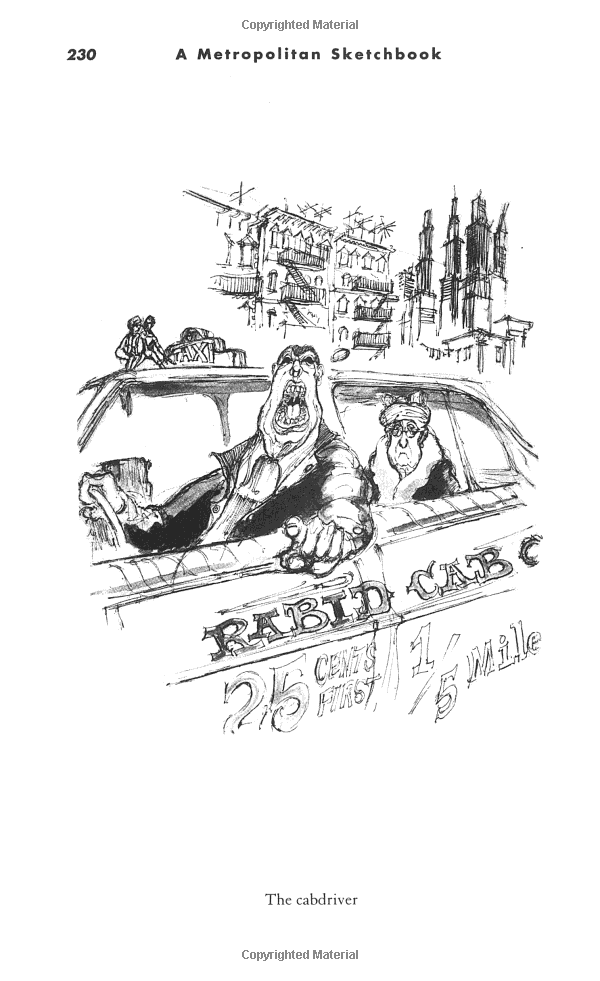 Copyrighted Material
230 A Metropolitan Sketchbook
TAXI
RABID CAB C
25 CENTS FIRST 1/5 Mile
The cabdriver
Copyrighted Material